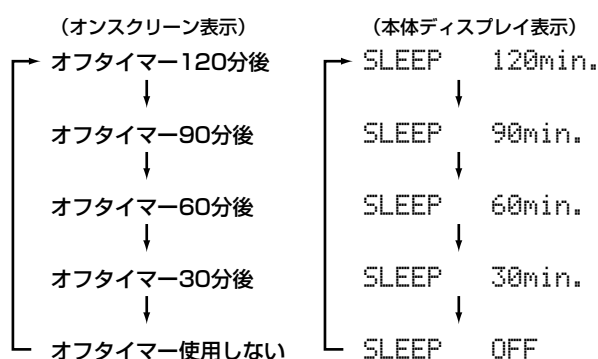 (オンスクリーン表示)
オフタイマー120分後
オフタイマー90分後
オフタイマー60分後
オフタイマー30分後
オフタイマー使用しない
(本体ディスプレイ表示)
SLEEP 120min.
SLEEP 90min.
SLEEP 60min.
SLEEP 30min.
SLEEP OFF